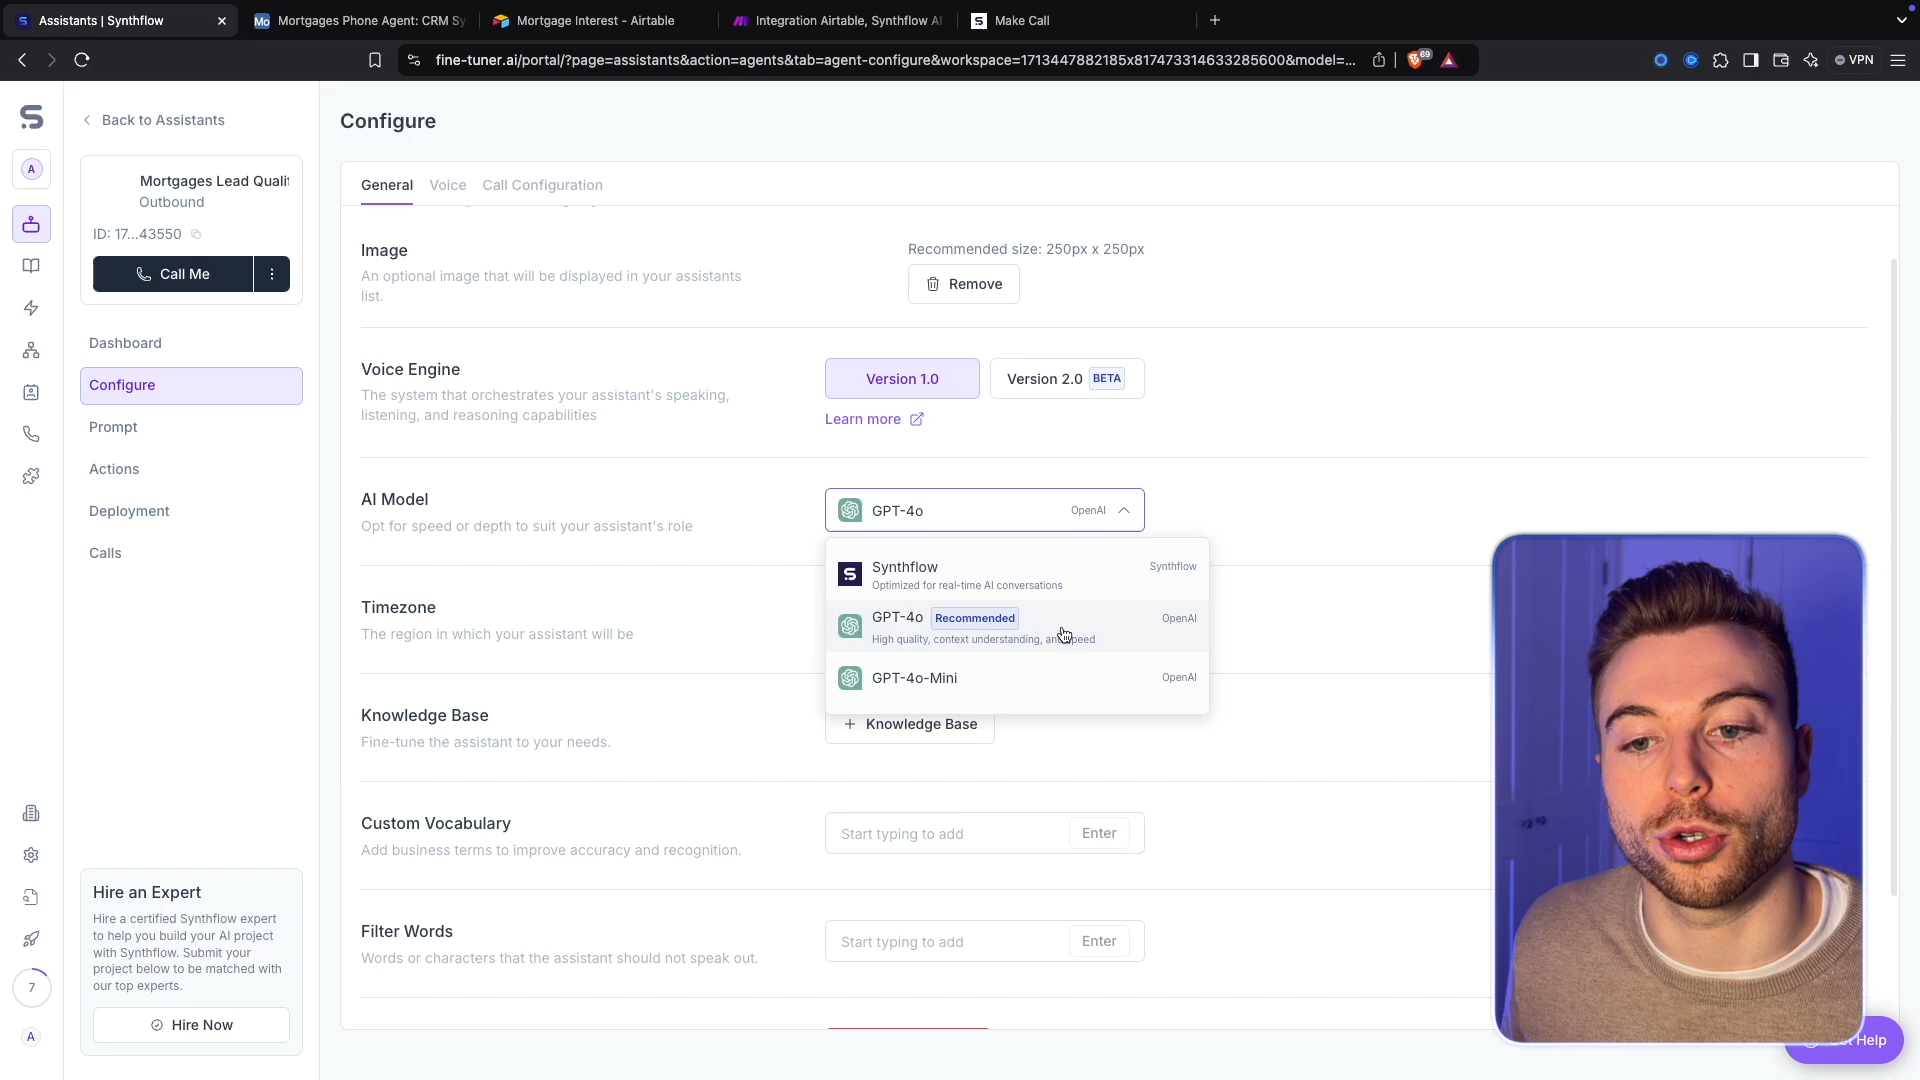 Assistants | Synthflow
Mortgages Phone Agent: CRM Sy
Mortgage Interest - Airtable
Integration Airtable, Synthflow AI
Make Call
fine-tuner.ai/portal/?page=assistants&action=agents&tab=agent-configure&workspace=1713447882185x817473314633285600&model=...
69
VPN
Back to Assistants
A
Mortgages Lead Qualif
Outbound
ID: 17...43550
Call Me
Dashboard
Configure
Prompt
Actions
Deployment
Calls
Hire an Expert
Hire a certified Synthflow expert
to help you build your AI project
with Synthflow. Submit your
project below to be matched with
our top experts.
Hire Now
7
A
Configure
General
Voice
Call Configuration
Image
An optional image that will be displayed in your assistants
list.
Recommended size: 250px x 250px
Remove
Voice Engine
The system that orchestrates your assistant's speaking,
listening, and reasoning capabilities
Version 1.0
Version 2.0 BETA
Learn more
AI Model
Opt for speed or depth to suit your assistant's role
GPT-4o
OpenAI
Synthflow
Synthflow
Optimized for real-time AI conversations
GPT-4o Recommended
OpenAI
High quality, context understanding, and speed
GPT-4o-Mini
OpenAI
Timezone
The region in which your assistant will be
Knowledge Base
Fine-tune the assistant to your needs.
+ Knowledge Base
Custom Vocabulary
Add business terms to improve accuracy and recognition.
Start typing to add
Enter
Filter Words
Words or characters that the assistant should not speak out.
Start typing to add
Enter
Help